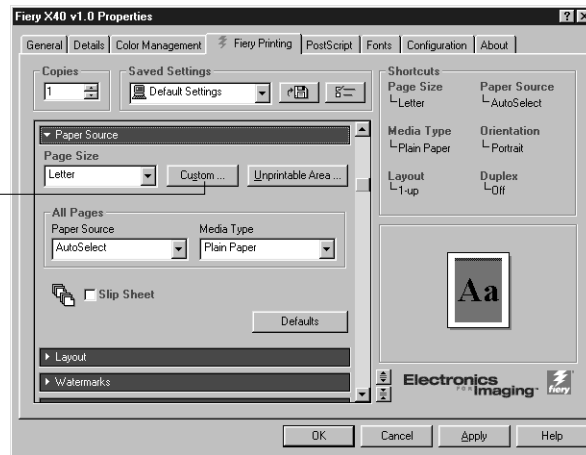 Fiery X40 v1.0 Properties
General Details Color Management Fiery Printing PostScript Fonts Configuration About
Copies
1
Saved Settings
Default Settings
Paper Source
Page Size
Letter
Custom ...
Unprintable Area ...
All Pages
Paper Source
AutoSelect
Media Type
Plain Paper
Slip Sheet
Defaults
Layout
Watermarks
Shortcuts
Page Size
Letter
Paper Source
AutoSelect
Media Type
Plain Paper
Orientation
Portrait
Layout
1-up
Duplex
Off
Aa
Electronics
FOR Imaging
fiery
OK Cancel Apply Help